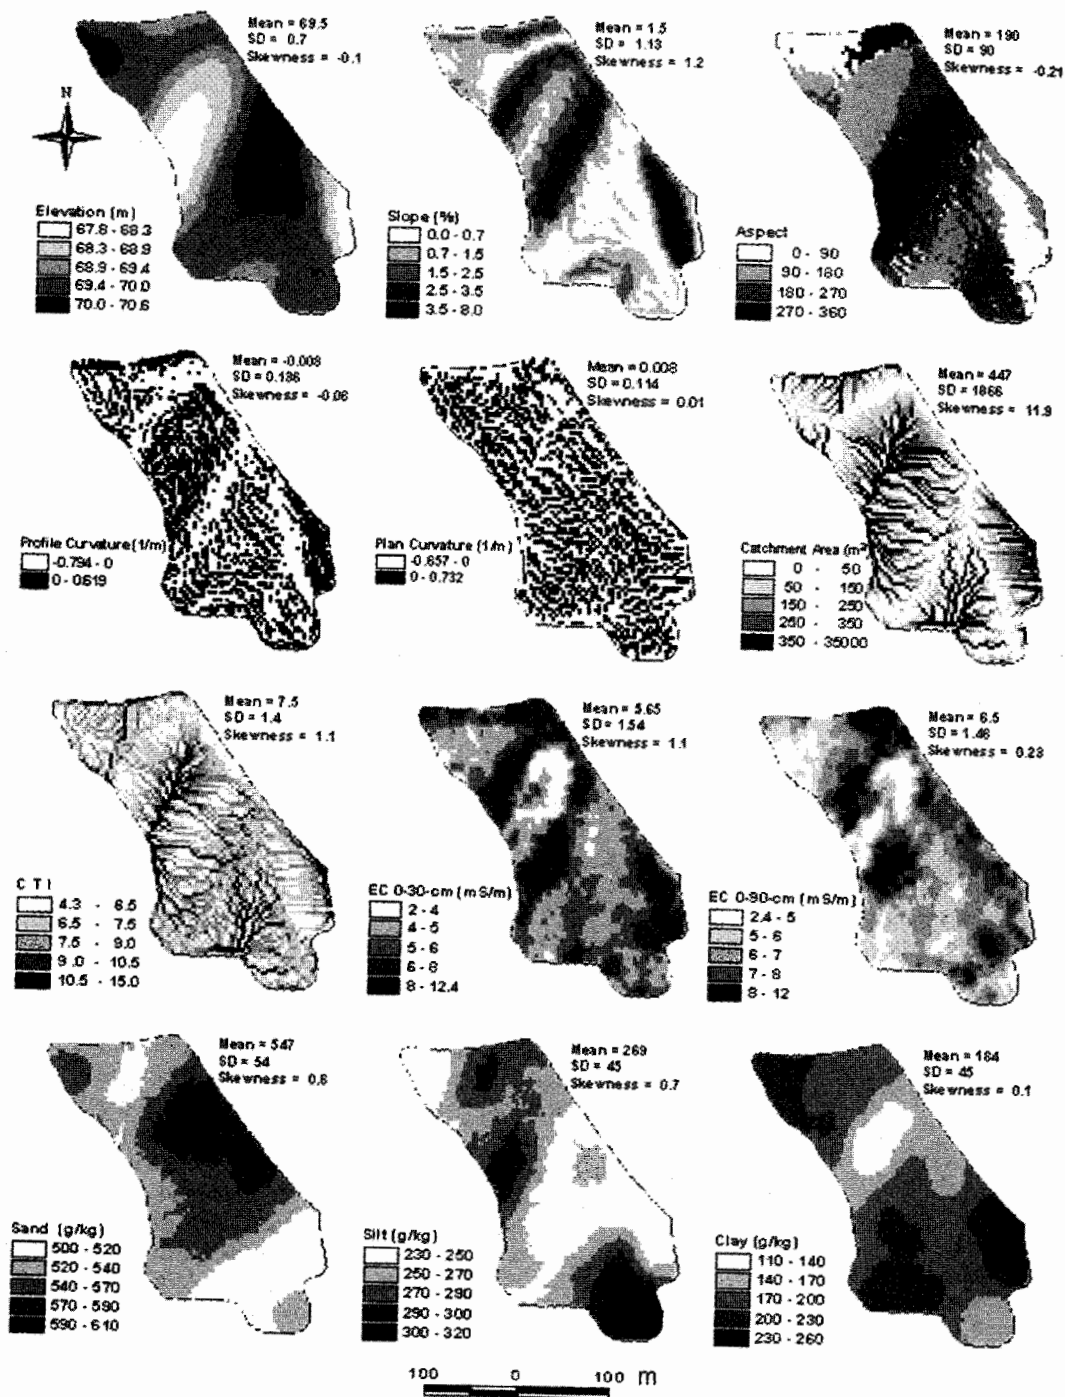 Mean = 69.5
SD = 0.7
Skewness = -0.1
N
Elevation (m)
67.8 - 68.3
68.3 - 68.9
68.9 - 69.4
69.4 - 70.0
70.0 - 70.6
Mean = 1.5
SD = 1.13
Skewness = 1.2
Slope (%)
0.0 - 0.7
0.7 - 1.5
1.5 - 2.5
2.5 - 3.5
3.5 - 8.0
Mean = 190
SD = 90
Skewness = -0.21
Aspect
0 - 90
90 - 180
180 - 270
270 - 360
Mean = -0.008
SD = 0.136
Skewness = -0.06
Profile Curvature (1/m)
-0.794 - 0
0 - 0.619
Mean = 0.008
SD = 0.114
Skewness = 0.01
Plan Curvature (1/m)
-0.657 - 0
0 - 0.732
Mean = 447
SD = 1866
Skewness = 11.9
Catchment Area (m²
0 - 50
50 - 150
150 - 250
250 - 350
350 - 35000
Mean = 7.5
SD = 1.4
Skewness = 1.1
C T I
4.3 - 6.5
6.5 - 7.5
7.5 - 9.0
9.0 - 10.5
10.5 - 15.0
Mean = 5.65
SD = 1.54
Skewness = 1.1
EC 0-30-cm (mS/m)
2 - 4
4 - 5
5 - 6
6 - 8
8 - 12.4
Mean = 6.5
SD = 1.46
Skewness = 0.23
EC 0-90-cm (mS/m)
2.4 - 5
5 - 6
6 - 7
7 - 8
8 - 12
Mean = 547
SD = 54
Skewness = 0.6
Sand (g/kg)
500 - 520
520 - 540
540 - 570
570 - 590
590 - 610
Mean = 269
SD = 45
Skewness = 0.7
Silt (g/kg)
230 - 250
250 - 270
270 - 290
290 - 300
300 - 320
Mean = 184
SD = 45
Skewness = 0.1
Clay (g/kg)
110 - 140
140 - 170
170 - 200
200 - 230
230 - 260
100 0 100 m